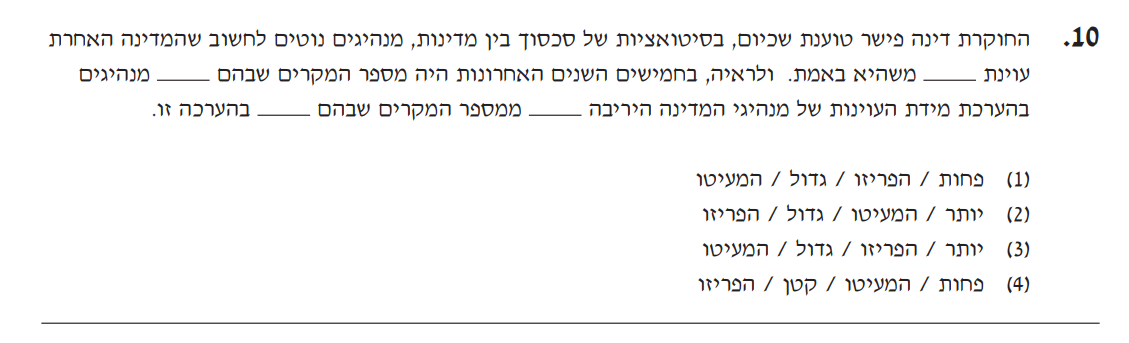 10. החוקרת דינה פישר טוענת שכיום, בסיטואציות של סכסוך בין מדינות, מנהיגים נוטים לחשוב שהמדינה האחרת
עוינת _____ משהיא באמת. ולראיה, בחמישים השנים האחרונות היה מספר המקרים שבהם _____ מנהיגים
בהערכת מידת העוינות של מנהיגי המדינה היריבה _____ ממספר המקרים שבהם _____ בהערכה זו.
(1) פחות / הפריזו / גדול / המעיטו
(2) יותר / המעיטו / גדול / הפריזו
(3) יותר / הפריזו / גדול / המעיטו
(4) פחות / המעיטו / קטן / הפריזו